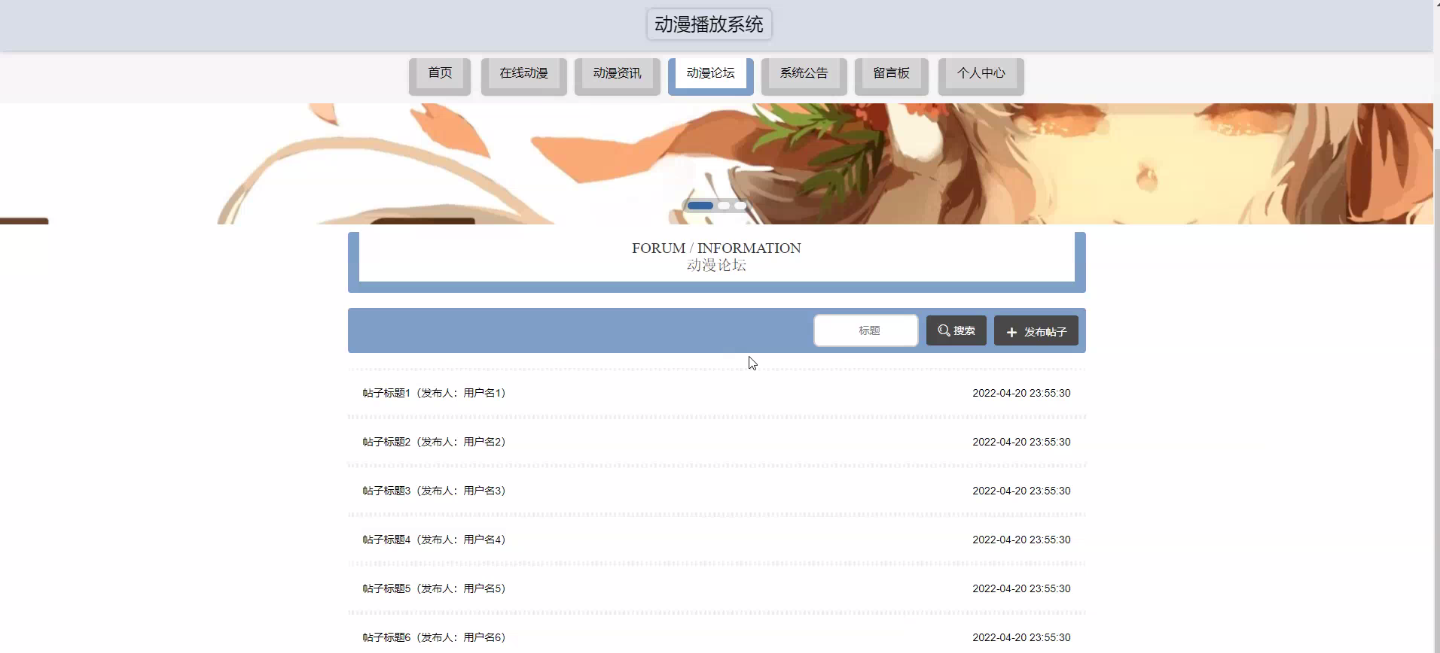 动漫播放系统
首页 在线动漫 动漫资讯 动漫论坛 系统公告 留言板 个人中心
FORUM / INFORMATION
动漫论坛
标题 搜索 + 发布帖子
帖子标题1（发布人：用户名1） 2022-04-20 23:55:30
帖子标题2（发布人：用户名2） 2022-04-20 23:55:30
帖子标题3（发布人：用户名3） 2022-04-20 23:55:30
帖子标题4（发布人：用户名4） 2022-04-20 23:55:30
帖子标题5（发布人：用户名5） 2022-04-20 23:55:30
帖子标题6（发布人：用户名6） 2022-04-20 23:55:30